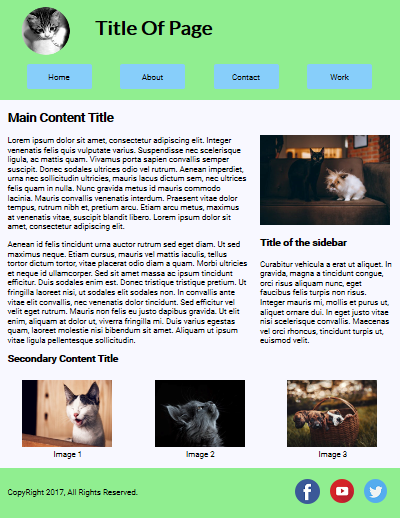 Title Of Page
Home
About
Contact
Work
Main Content Title
Lorem ipsum dolor sit amet, consectetur adipiscing elit. Integer
venenatis felis quis vulputate varius. Suspendisse nec scelerisque
ligula, ac mattis quam. Vivamus porta sapien convallis semper
suscipit. Donec sodales ultrices odio vel rutrum. Aenean imperdiet,
urna nec sollicitudin ultricies, mauris lacus dictum sem, nec ultrices
felis quam in nulla. Nunc gravida metus id mauris commodo
lacinia. Mauris convallis venenatis interdum. Praesent vitae dolor
tempus, rutrum nibh et, pretium arcu. Etiam arcu metus, maximus
at venenatis vitae, suscipit blandit libero. Lorem ipsum dolor sit
amet, consectetur adipiscing elit.
Aenean id felis tincidunt urna auctor rutrum sed eget diam. Ut sed
maximus neque. Etiam cursus, mauris vel mattis iaculis, tellus
tortor dictum tortor, vitae placerat odio diam a quam. Morbi ultricies
et neque id ullamcorper. Sed sit amet massa ac ipsum tincidunt
efficitur. Duis sodales enim est. Donec tristique tristique pretium. Ut
fringilla laoreet nisi, ut sodales elit sodales non. In convallis ante
vitae elit convallis, nec venenatis dolor tincidunt. Sed efficitur vel
velit eget rutrum. Mauris non felis eu justo dapibus gravida. Ut elit
enim, aliquam at dolor ut, viverra fringilla mi. Duis varius egestas
quam, laoreet molestie nisi bibendum sit amet. Aliquam ut ipsum
vitae ligula pellentesque sollicitudin.
Title of the sidebar
Curabitur vehicula a erat ut aliquet. In
gravida, magna a tincidunt congue,
orci risus aliquam nunc, eget
faucibus felis turpis non risus.
Integer mauris mi, mollis et purus ut,
aliquet ornare dui. In eget justo vitae
nisi scelerisque convallis. Maecenas
vel orci rhoncus, tincidunt turpis ut,
euismod velit.
Secondary Content Title
Image 1
Image 2
Image 3
CopyRight 2017, All Rights Reserved.